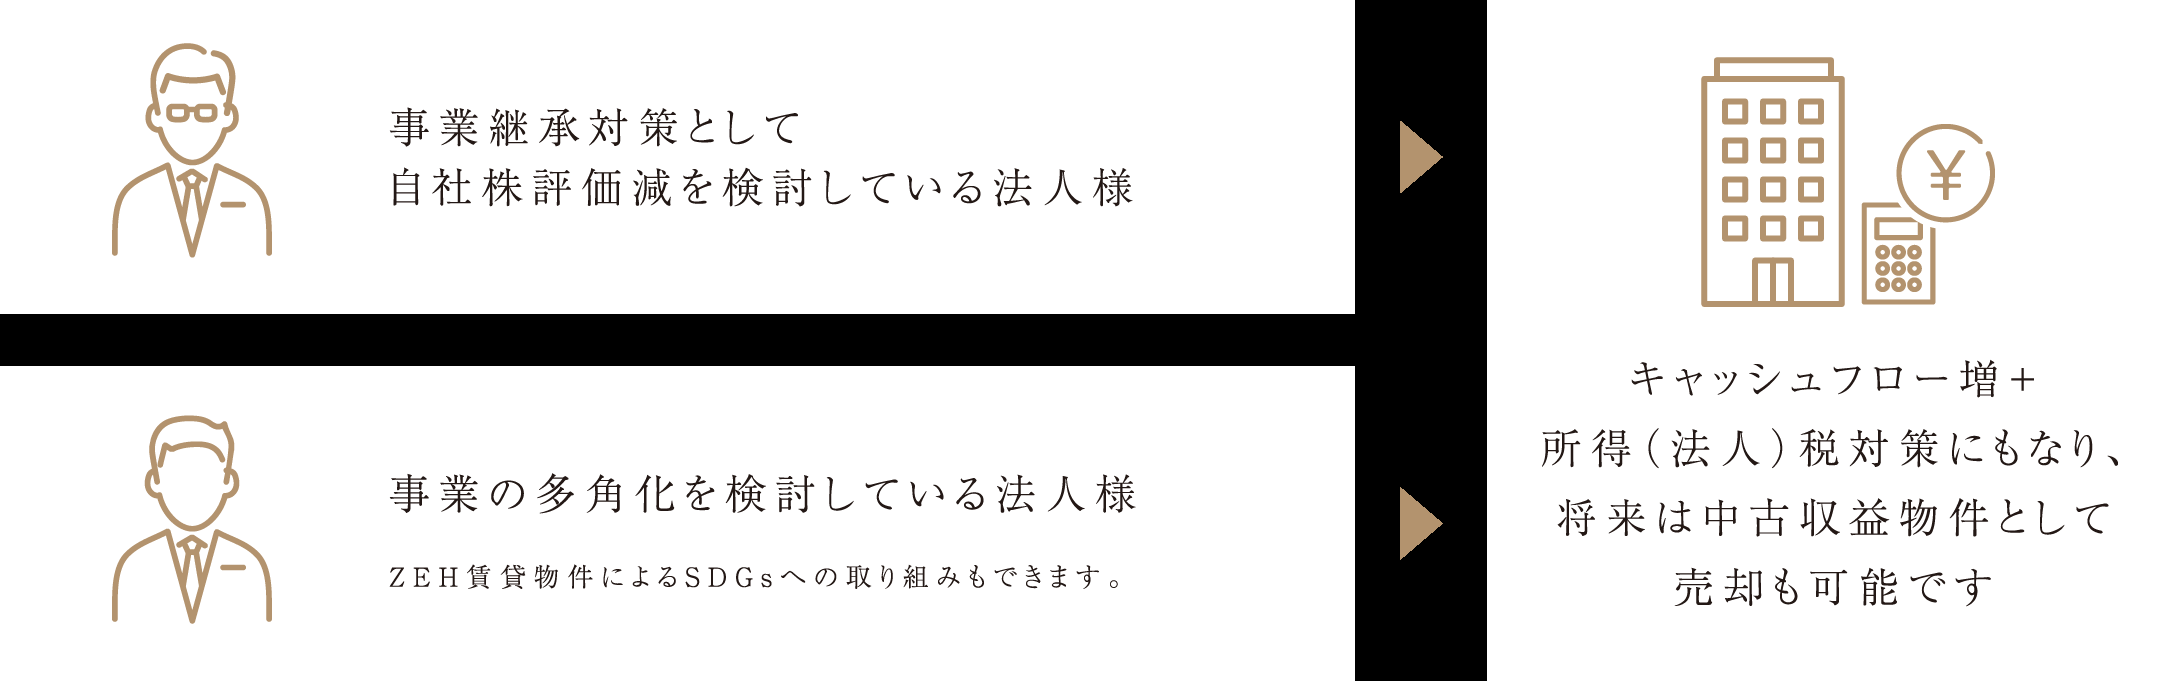 事業継承対策として
自社株評価減を検討している法人様
事業の多角化を検討している法人様
ZEH賃貸物件によるSDGsへの取り組みもできます。
¥
キャッシュフロー増+
所得(法人)税対策にもなり、
将来は中古収益物件として
売却も可能です